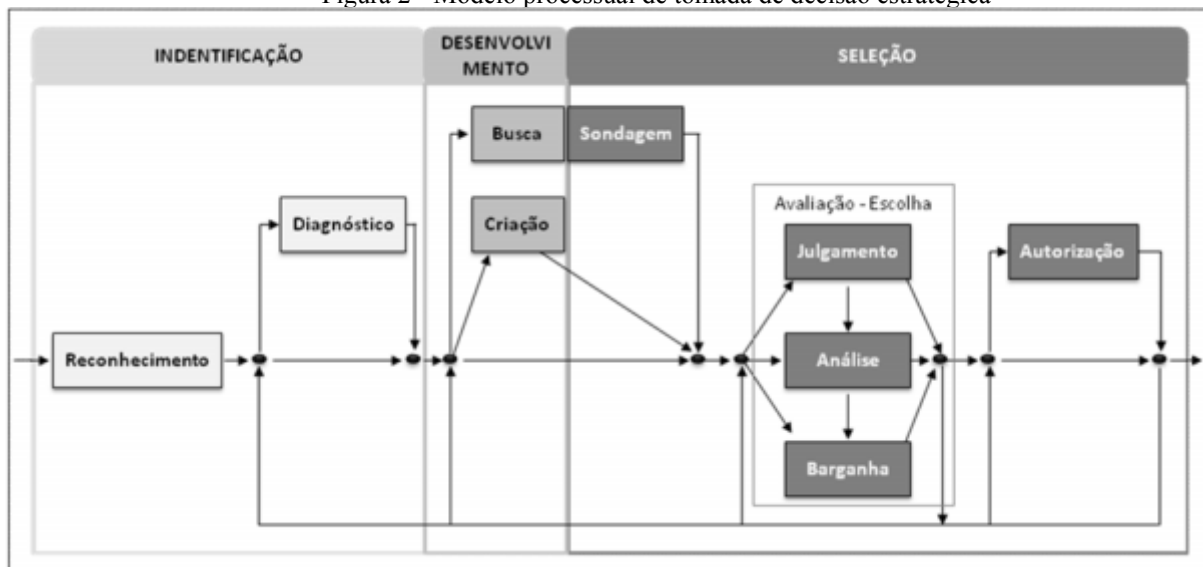 Figura 2 - Modelo processual de tomada de decisão estratégica
INDENTIFICAÇÃO
DESENVOLVI
MENTO
SELEÇÃO
Busca
Sondagem
Diagnóstico
Criação
Avaliação - Escolha
Julgamento
Autorização
Reconhecimento
Análise
Barganha